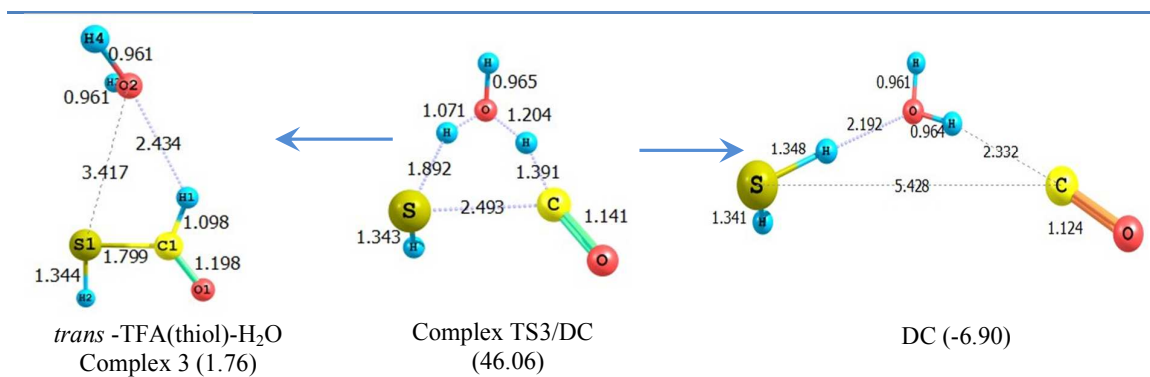 H4
0.961
H3
O2
0.961
2.434
3.417
H1
1.098
S1
C1
1.799
1.344
1.198
H2
O1
trans -TFA(thiol)-H₂O
Complex 3 (1.76)
H
0.965
1.071
O
1.204
H
H
1.892
1.391
S
2.493
C
1.141
1.343
H
O
Complex TS3/DC
(46.06)
H
0.961
O
H
0.964
2.192
1.348
H
2.332
S
5.428
C
1.341
H
1.124
O
DC (-6.90)